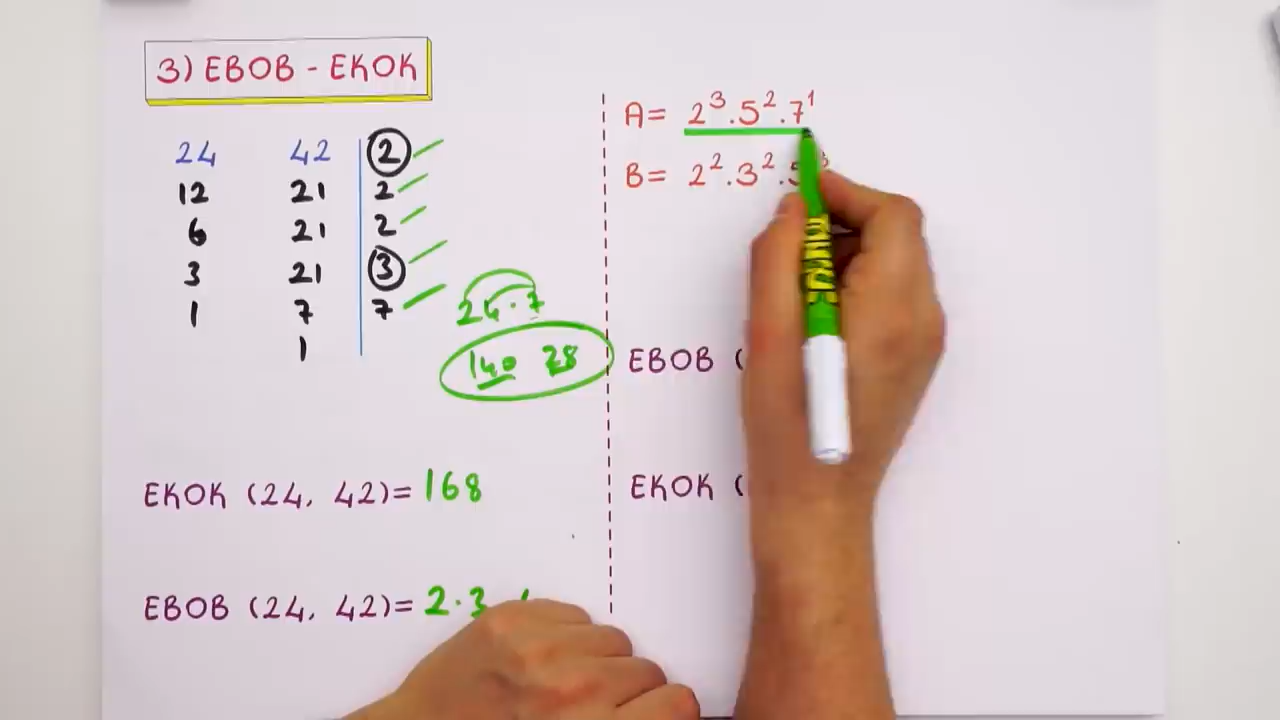 3) EBOB - EKOK
24 42 2
12 21 2
6 21 2
3 21 3
1 7 7
1
24.7
140 28
EKOK (24, 42)= 168
EBOB (24, 42)= 2.3
A= 2³.5².7¹
B= 2².3².5
EBOB (
EKOK (